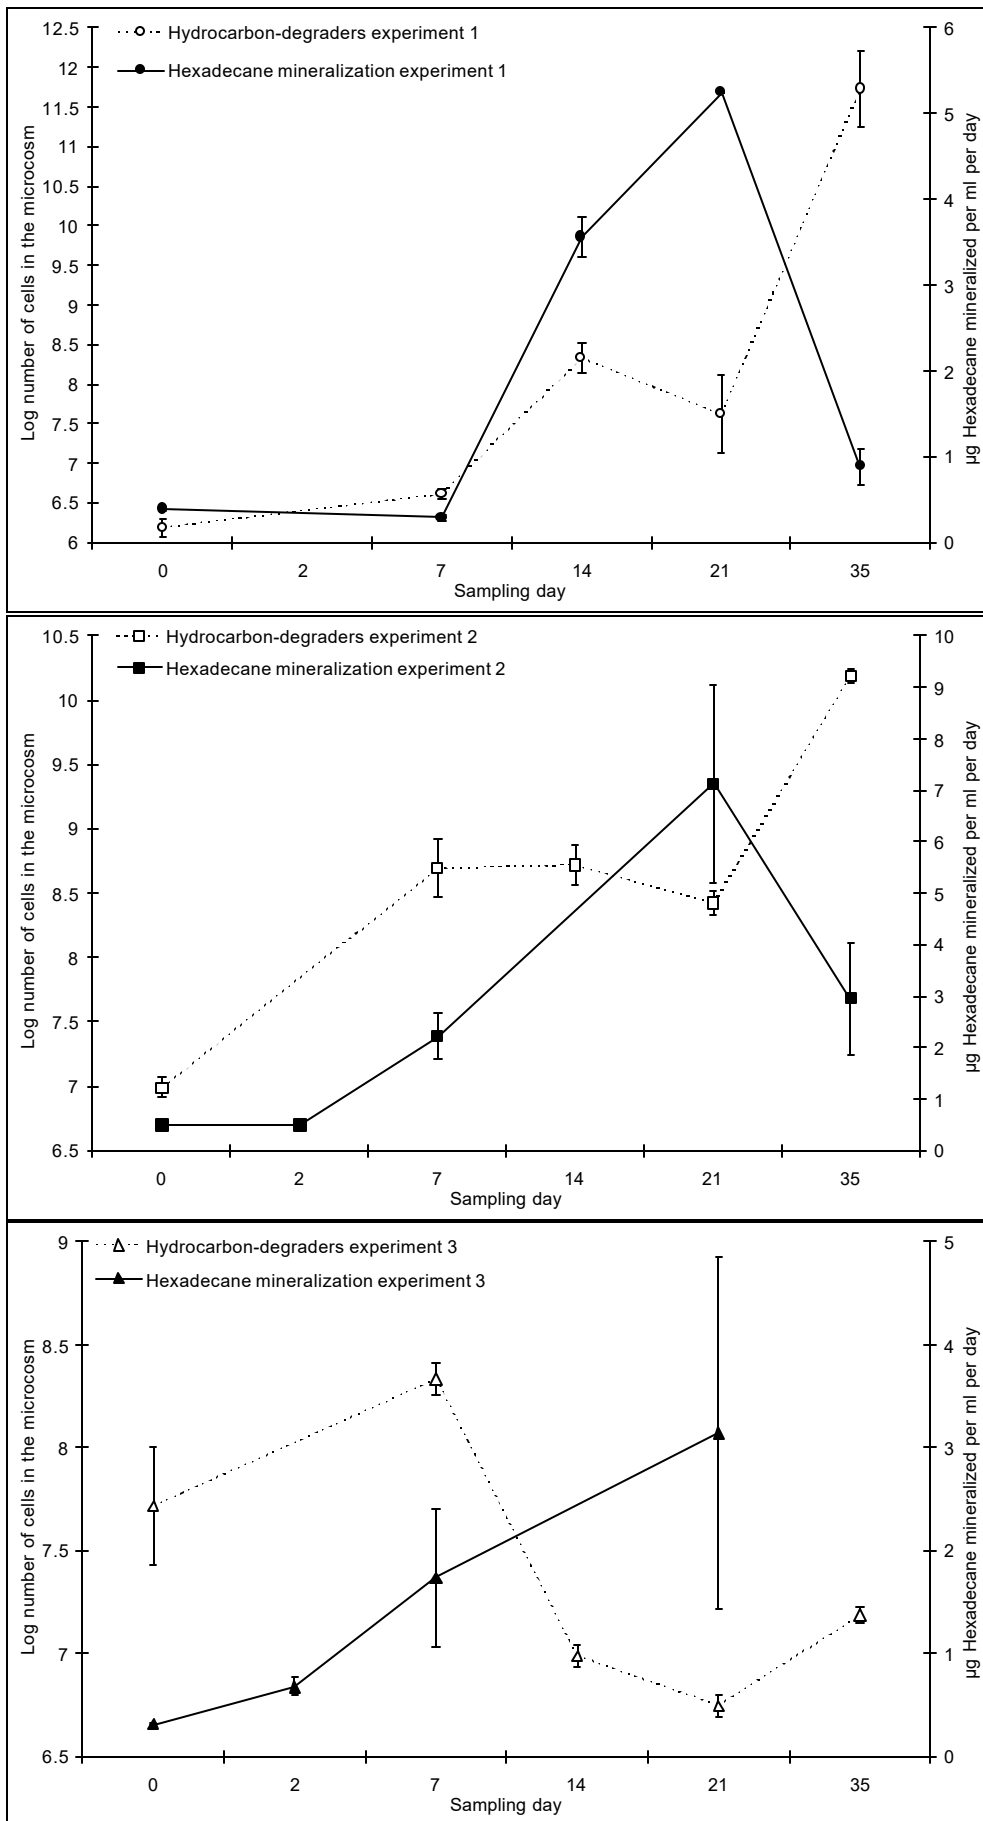 Hydrocarbon-degraders experiment 1
Hexadecane mineralization experiment 1
Log number of cells in the microcosm
12.5
12
11.5
11
10.5
10
9.5
9
8.5
8
7.5
7
6.5
6
µg Hexadecane mineralized per ml per day
6
5
4
3
2
1
0
0 2 7 14 21 35
Sampling day
Hydrocarbon-degraders experiment 2
Hexadecane mineralization experiment 2
Log number of cells in the microcosm
10.5
10
9.5
9
8.5
8
7.5
7
6.5
µg Hexadecane mineralized per ml per day
10
9
8
7
6
5
4
3
2
1
0
0 2 7 14 21 35
Sampling day
Hydrocarbon-degraders experiment 3
Hexadecane mineralization experiment 3
Log number of cells in the microcosm
9
8.5
8
7.5
7
6.5
µg Hexadecane mineralized per ml per day
5
4
3
2
1
0
0 2 7 14 21 35
Sampling day